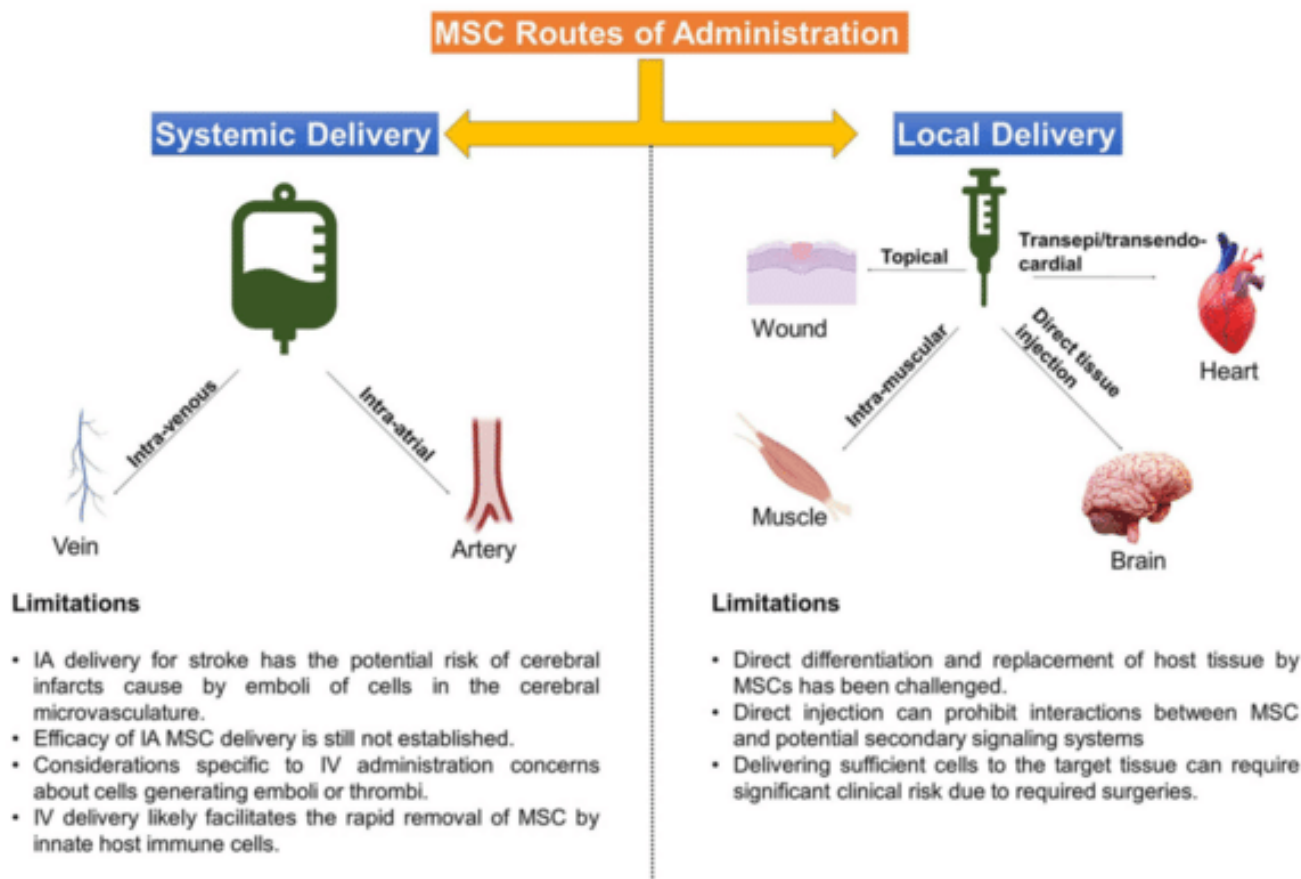 MSC Routes of Administration
Systemic Delivery
Intra-venous
Intra-atrial
Vein
Artery
Limitations
• IA delivery for stroke has the potential risk of cerebral
infarcts cause by emboli of cells in the cerebral
microvasculature.
• Efficacy of IA MSC delivery is still not established.
• Considerations specific to IV administration concerns
about cells generating emboli or thrombi.
• IV delivery likely facilitates the rapid removal of MSC by
innate host immune cells.
Local Delivery
Topical
Transepi/transendo-
cardial
Wound
Heart
Intra-muscular
Direct tissue
injection
Muscle
Brain
Limitations
• Direct differentiation and replacement of host tissue by
MSCs has been challenged.
• Direct injection can prohibit interactions between MSC
and potential secondary signaling systems
• Delivering sufficient cells to the target tissue can require
significant clinical risk due to required surgeries.